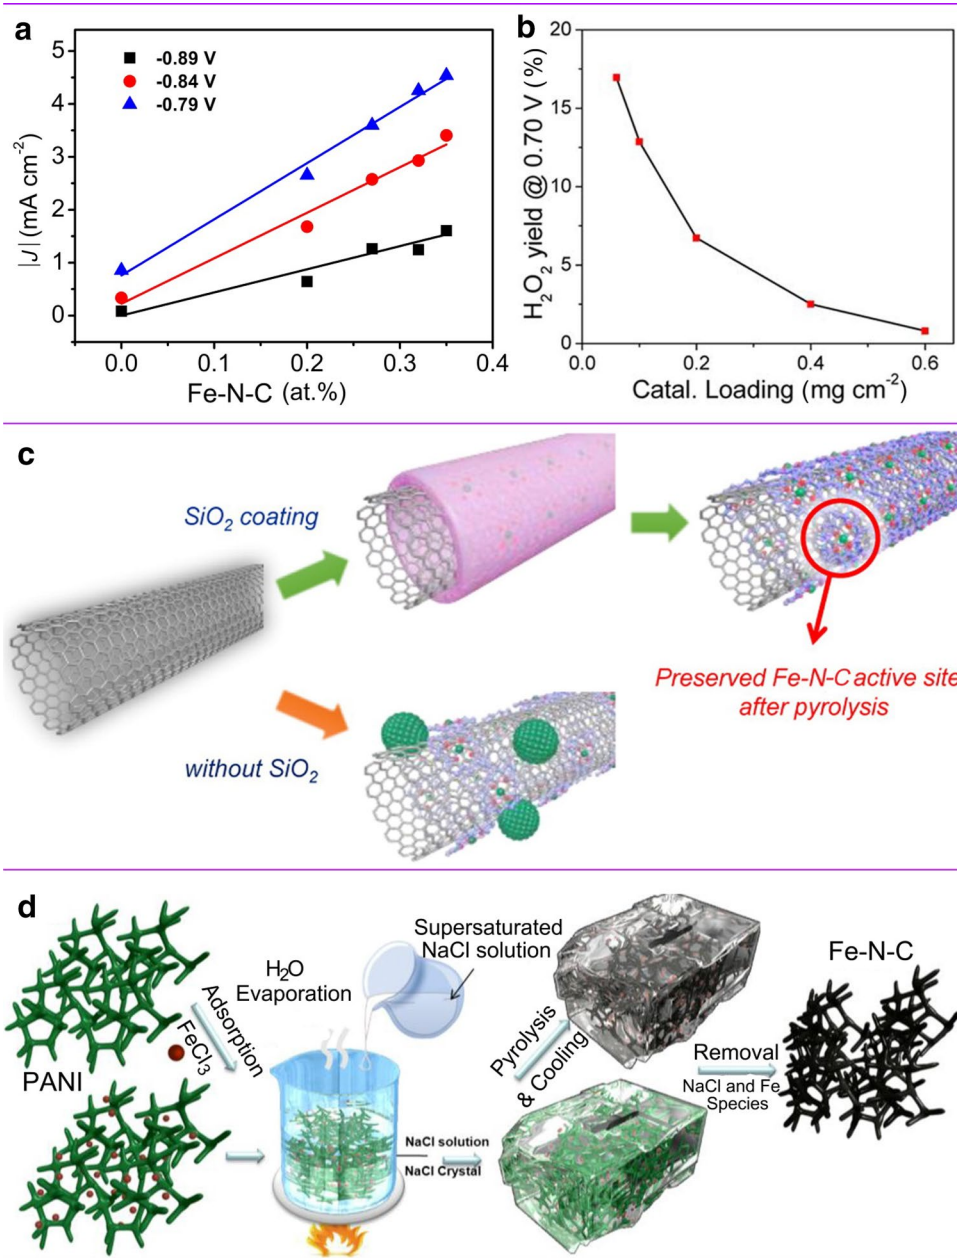 a
-0.89 V
-0.84 V
-0.79 V
5
4
3
2
1
0
|J| (mA cm-2)
0.0 0.1 0.2 0.3 0.4
Fe-N-C (at.%)
b
20
15
10
5
0
H2O2 yield @ 0.70 V (%)
0.0 0.2 0.4 0.6
Catal. Loading (mg cm-2)
c
SiO2 coating
without SiO2
Preserved Fe-N-C active site
after pyrolysis
d
PANI
Adsorption
FeCl3
H2O
Evaporation
Supersaturated
NaCl solution
NaCl solution
NaCl Crystal
Pyrolysis
& Cooling
Removal
NaCl and Fe
Species
Fe-N-C